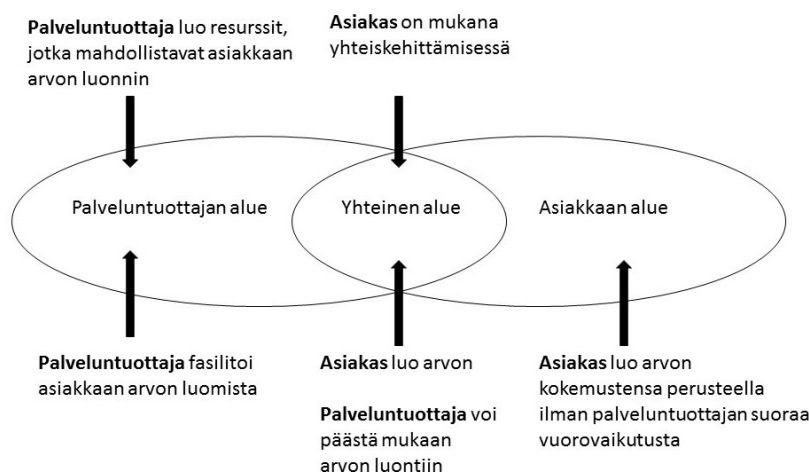 Palveluntuottaja luo resurssit,
jotka mahdollistavat asiakkaan
arvon luonnin
Asiakas on mukana
yhteiskehittämisessä
Palveluntuottajan alue
Yhteinen alue
Asiakkaan alue
Palveluntuottaja fasilitoi
asiakkaan arvon luomista
Asiakas luo arvon
Palveluntuottaja voi
päästä mukaan
arvon luontiin
Asiakas luo arvon
kokemustensa perusteella
ilman palveluntuottajan suoraa
vuorovaikutusta